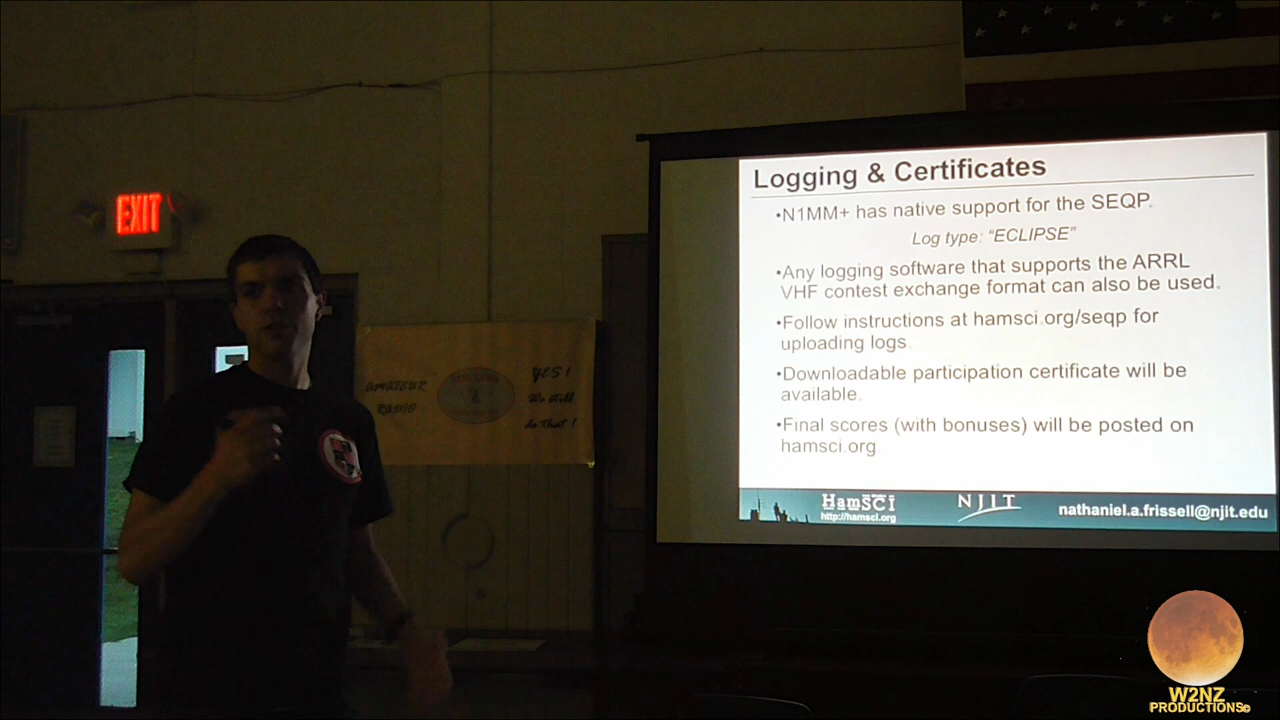 EXIT
AMATEUR
RADIO
YES!
We still
do that!
Logging & Certificates
•N1MM+ has native support for the SEQP.
Log type: “ECLIPSE”
•Any logging software that supports the ARRL
VHF contest exchange format can also be used.
•Follow instructions at hamsci.org/seqp for
uploading logs.
•Downloadable participation certificate will be
available.
•Final scores (with bonuses) will be posted on
hamsci.org.
HamSCI
http://hamsci.org
NJIT
nathaniel.a.frissell@njit.edu
W2NZ
PRODUCTIONS©